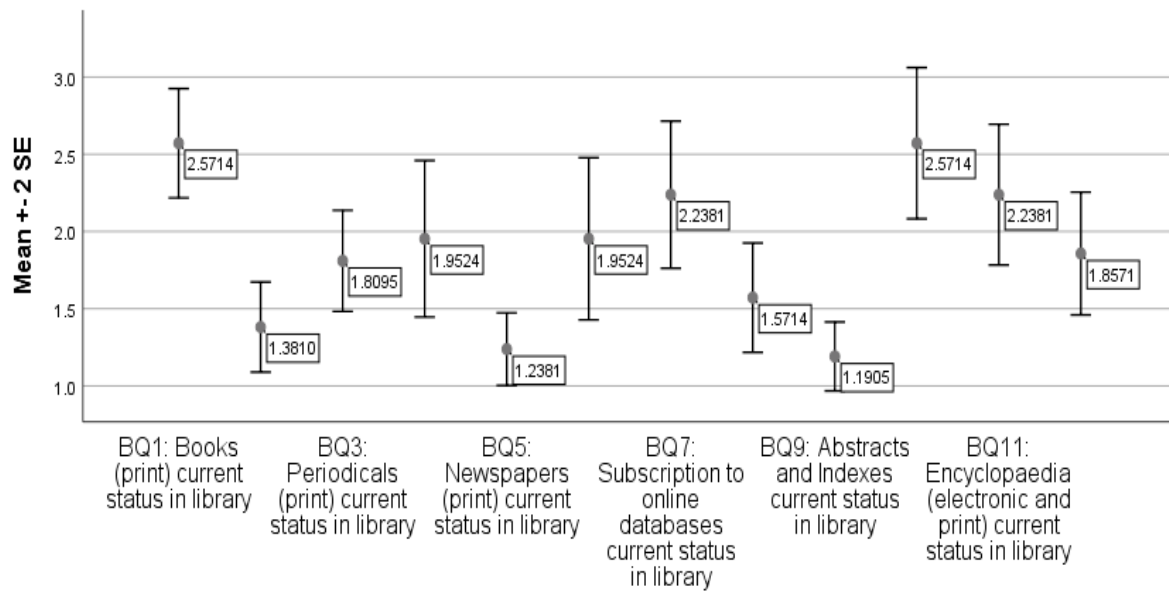 Mean +- 2 SE
3.0
2.5
2.0
1.5
1.0
2.5714
1.3810
1.8095
1.9524
1.2381
1.9524
2.2381
1.5714
1.1905
2.5714
2.2381
1.8571
BQ1: Books
(print) current
status in library
BQ3:
Periodicals
(print) current
status in library
BQ5:
Newspapers
(print) current
status in library
BQ7:
Subscription to
online
databases
current status
in library
BQ9: Abstracts
and Indexes
current status
in library
BQ11:
Encyclopaedia
(electronic and
print) current
status in library